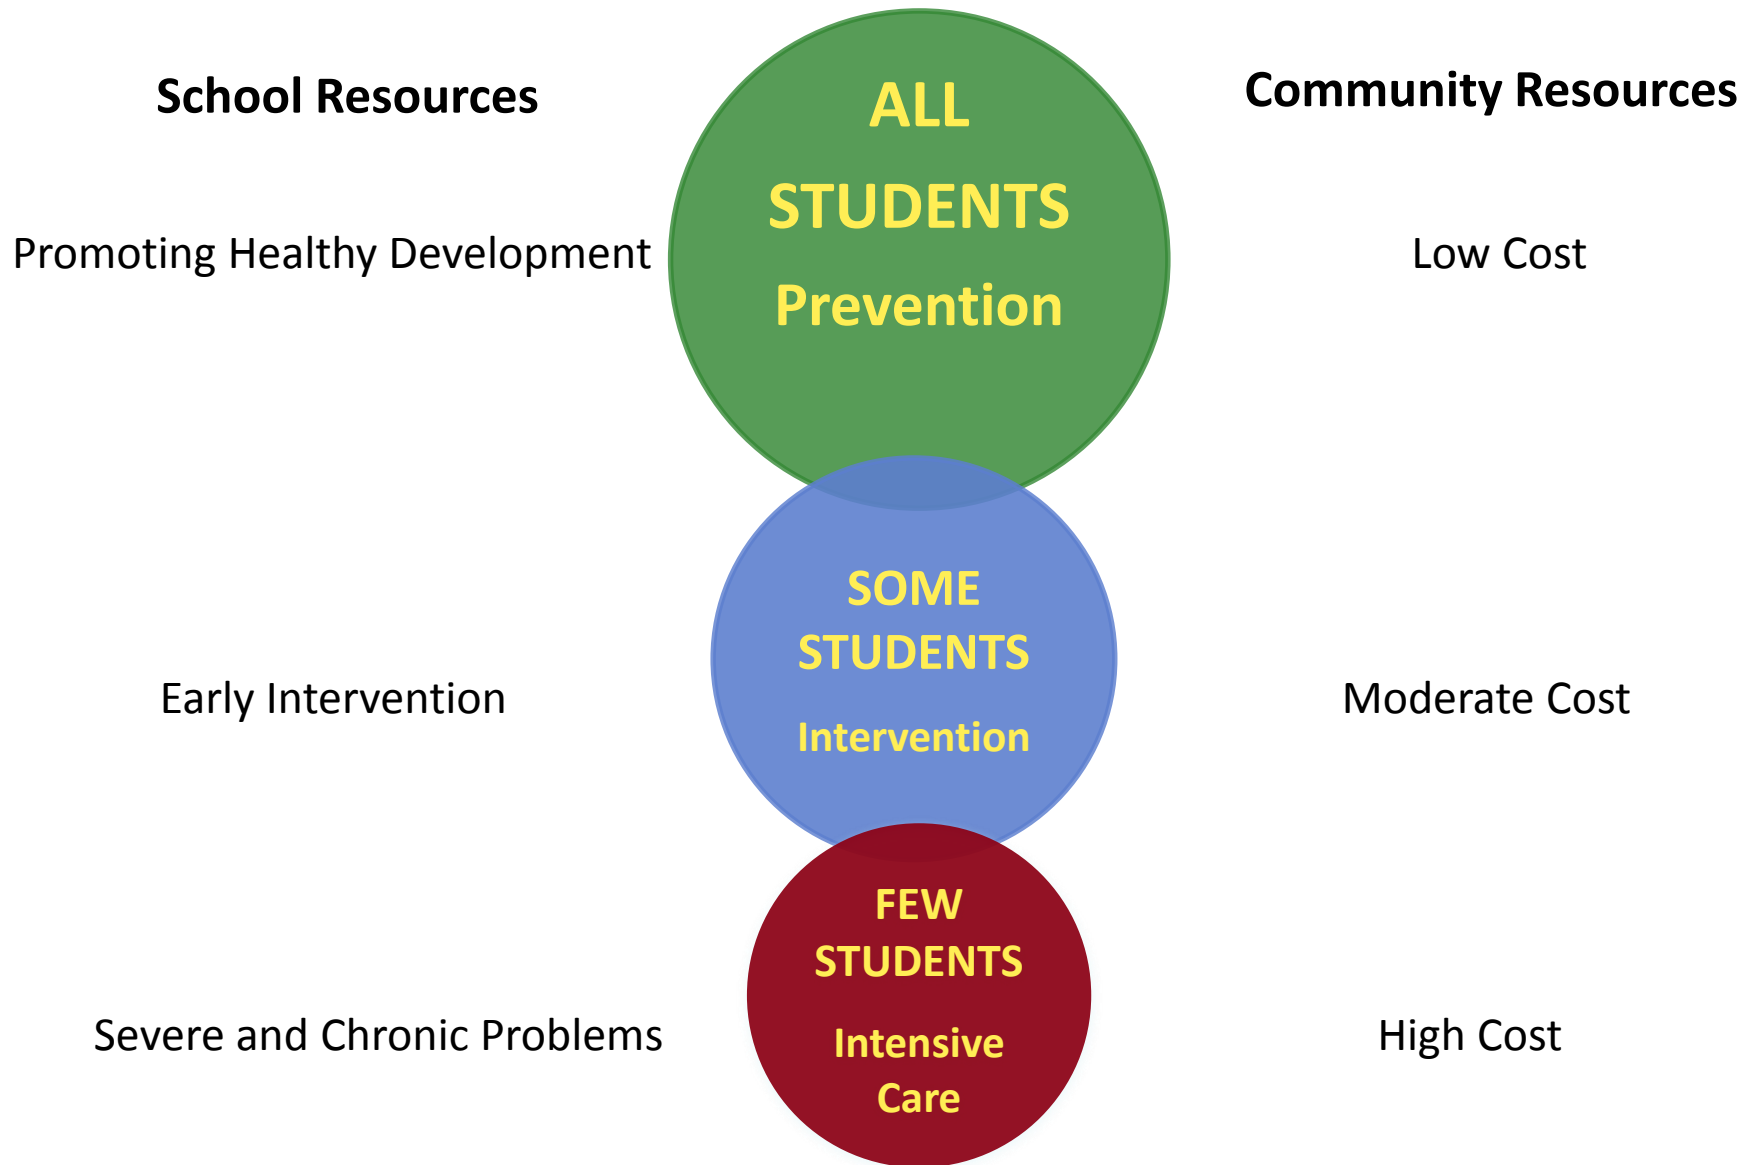 School Resources
ALL
STUDENTS
Prevention
Community Resources
Promoting Healthy Development
Low Cost
SOME
STUDENTS
Intervention
Early Intervention
Moderate Cost
FEW
STUDENTS
Intensive
Care
Severe and Chronic Problems
High Cost